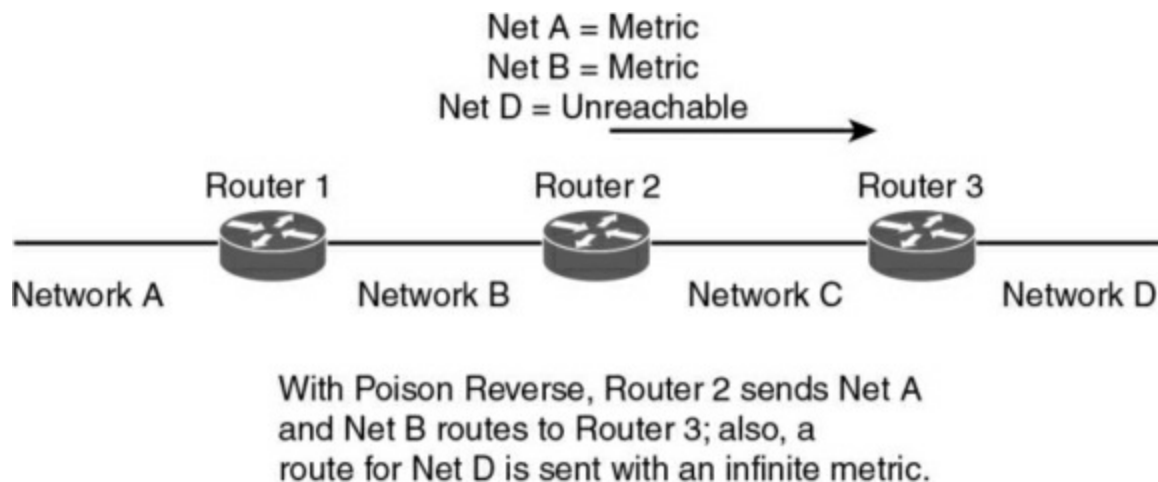 Net A = Metric
Net B = Metric
Net D = Unreachable
Router 1
Router 2
Router 3
Network A
Network B
Network C
Network D
With Poison Reverse, Router 2 sends Net A
and Net B routes to Router 3; also, a
route for Net D is sent with an infinite metric.